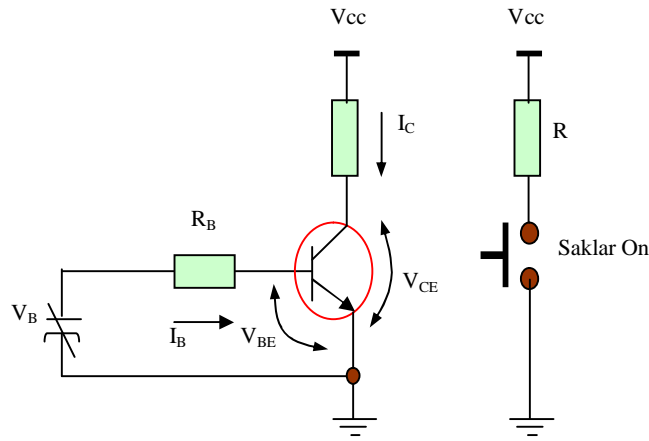 Vcc
Vcc
I_C
R
R_B
Saklar On
V_CE
V_B
I_B
V_BE